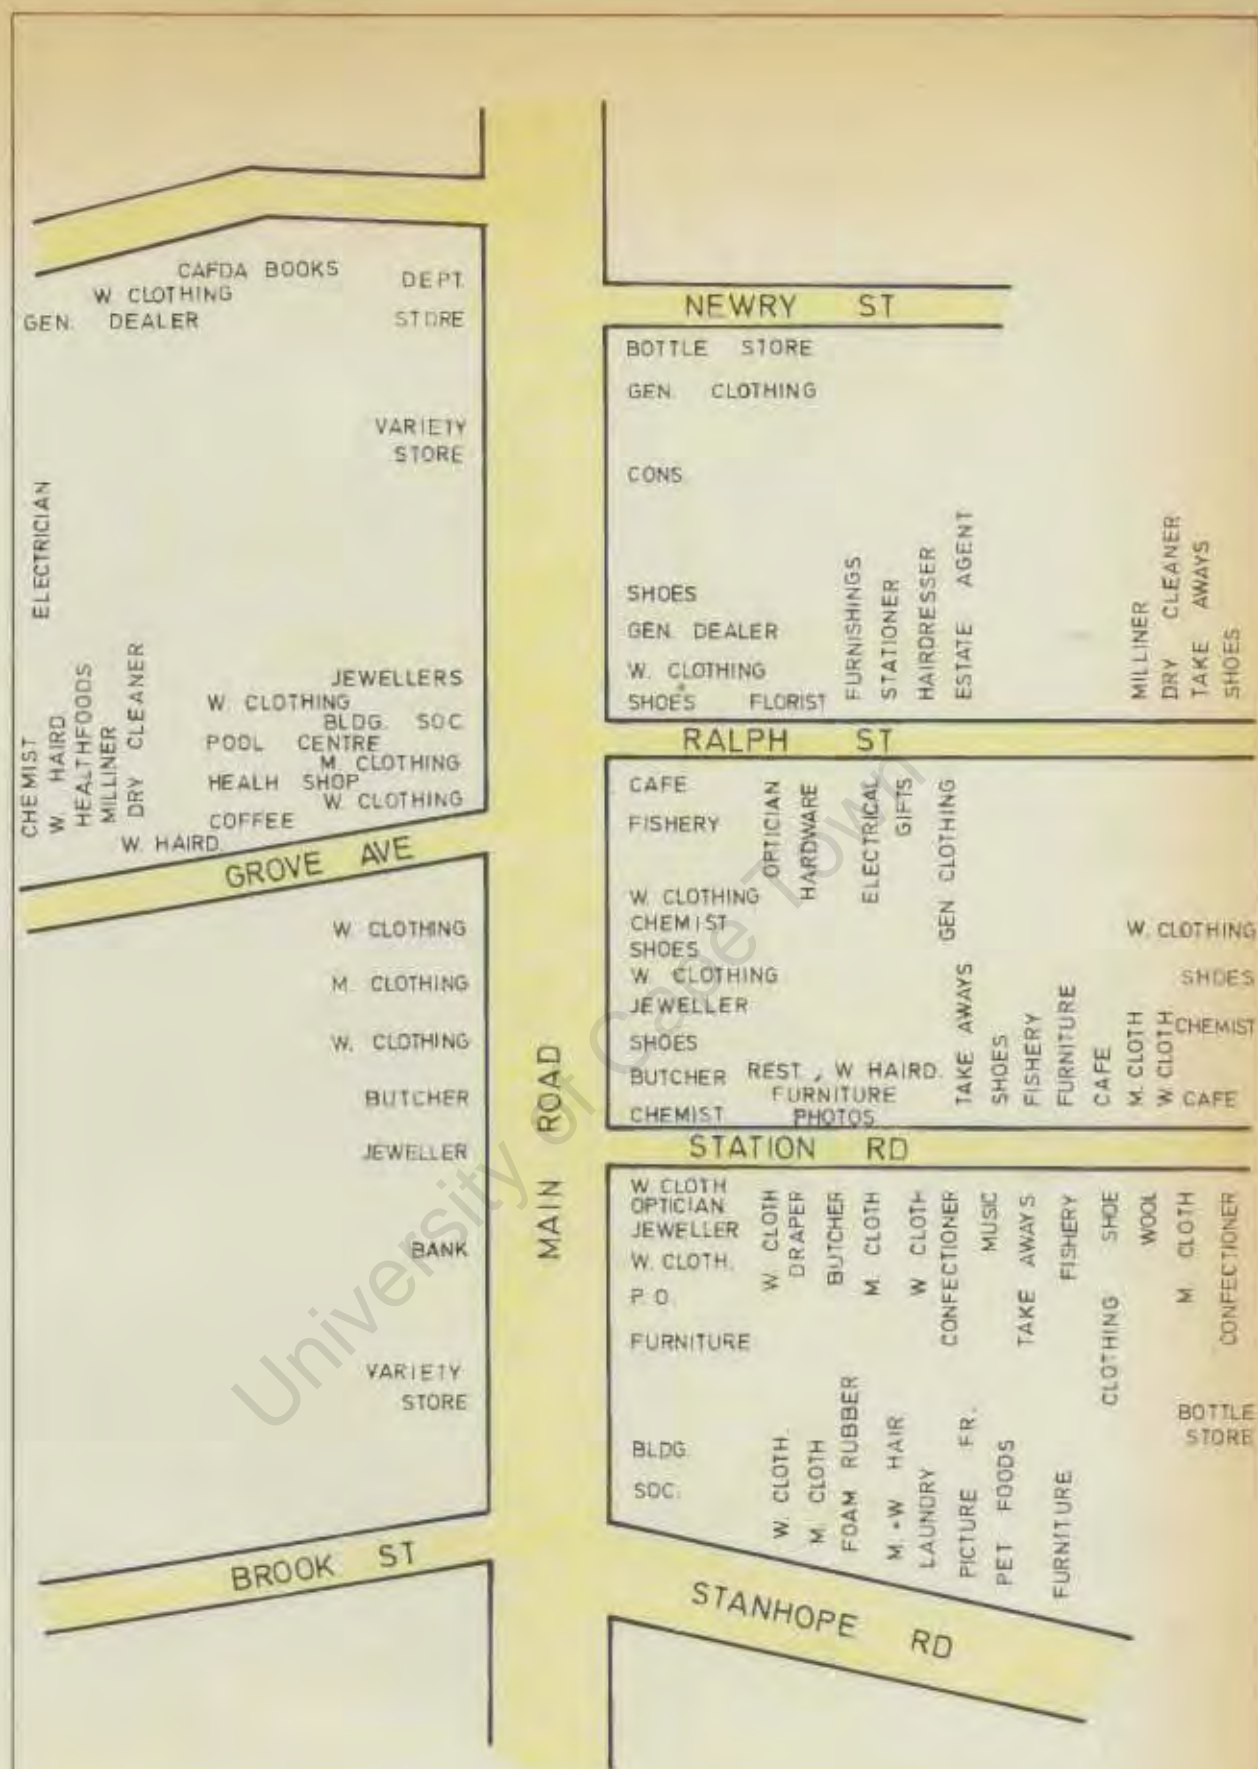 CAFDA BOOKS
DEPT.
W. CLOTHING
GEN. DEALER
STORE
VARIETY
STORE
ELECTRICIAN
CHEMIST
W. HAIRD.
HEALTHFOODS
MILLINER
DRY CLEANER
JEWELLERS
W. CLOTHING
BLDG. SOC
POOL CENTRE
M. CLOTHING
HEALH SHOP
W. CLOTHING
COFFEE
W. HAIRD.
GROVE AVE
W. CLOTHING
M. CLOTHING
W. CLOTHING
BUTCHER
JEWELLER
BANK
VARIETY
STORE
BROOK ST
MAIN ROAD
NEWRY ST
BOTTLE STORE
GEN. CLOTHING
CONS.
SHOES
GEN. DEALER
W. CLOTHING
SHOES FLORIST
FURNISHINGS
STATIONER
HAIRDRESSER
ESTATE AGENT
MILLINER
DRY CLEANER
TAKE AWAYS
SHOES
RALPH ST
CAFE
FISHERY
W. CLOTHING
CHEMIST
SHOES
W. CLOTHING
JEWELLER
SHOES
BUTCHER
CHEMIST
OPTICIAN
HARDWARE
ELECTRICAL
GIFTS
GEN CLOTHING
REST , W HAIRD.
FURNITURE
PHOTOS
TAKE AWAYS
SHOES
FISHERY
FURNITURE
CAFE
M. CLOTH
W. CLOTH
W. CLOTHING
SHOES
CHEMIST
CAFE
STATION RD
W CLOTH
OPTICIAN
JEWELLER
W. CLOTH.
P. O.
FURNITURE
BLDG.
SOC.
W. CLOTH
DRAPER
BUTCHER
M. CLOTH
W CLOTH
CONFECTIONER
MUSIC
TAKE AWAYS
FISHERY
CLOTHING SHOE
WOOL
M. CLOTH
CONFECTIONER
BOTTLE
STORE
W. CLOTH.
M. CLOTH
FOAM RUBBER
M. + W HAIR
LAUNDRY
PICTURE FR.
PET FOODS
FURNITURE
STANHOPE RD
University of Cape Town